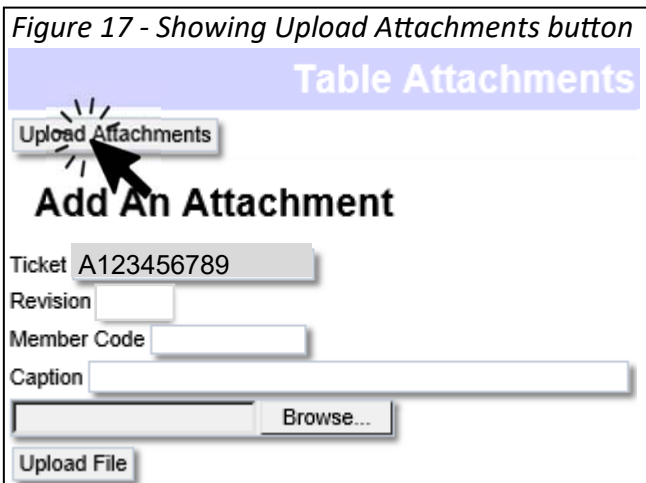 Figure 17 - Showing Upload Attachments button
Table Attachments
Upload Attachments
Add An Attachment
Ticket A123456789
Revision
Member Code
Caption
Browse...
Upload File